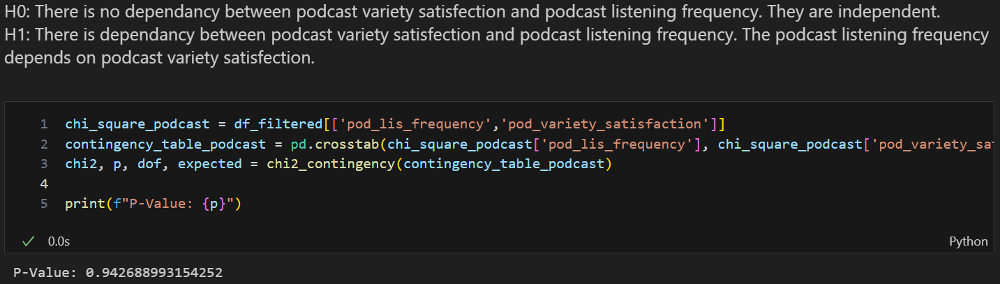 H0: There is no dependancy between podcast variety satisfaction and podcast listening frequency. They are independent.
H1: There is dependancy between podcast variety satisfaction and podcast listening frequency. The podcast listening frequency
depends on podcast variety satisfaction.
1 chi_square_podcast = df_filtered[['pod_lis_frequency','pod_variety_satisfaction']]
2 contingency_table_podcast = pd.crosstab(chi_square_podcast['pod_lis_frequency'], chi_square_podcast['pod_variety_sa
3 chi2, p, dof, expected = chi2_contingency(contingency_table_podcast)
4
5 print(f"P-Value: {p}")
0.0s
Python
P-Value: 0.942688993154252